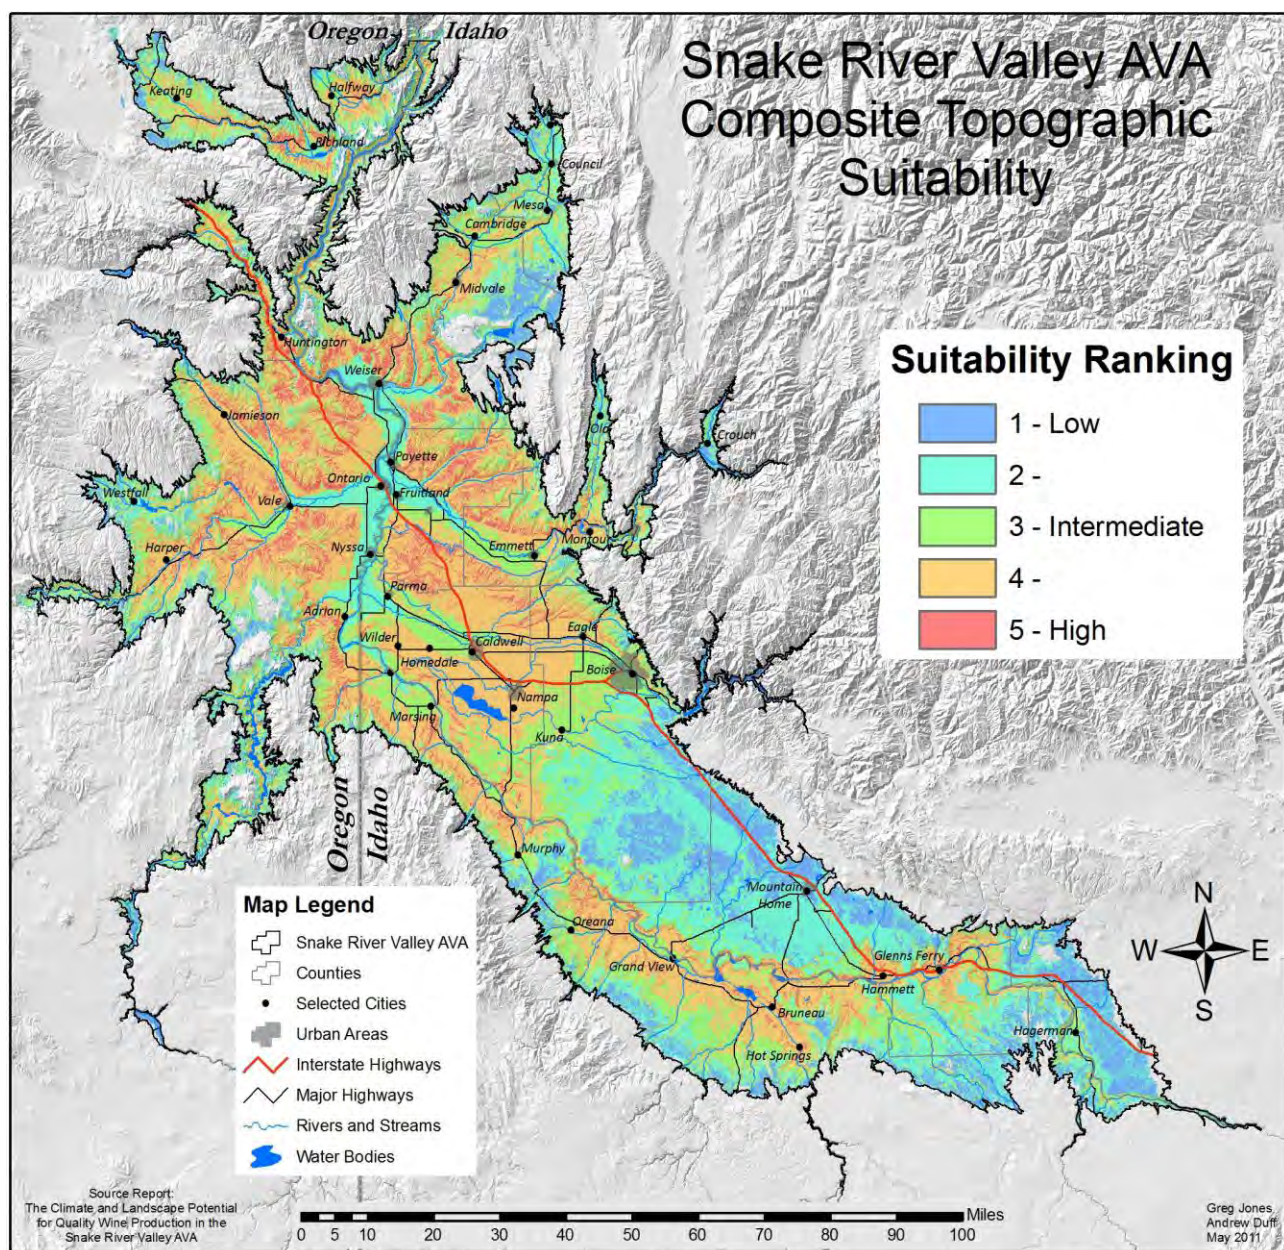 Oregon Idaho
Snake River Valley AVA
Composite Topographic
Suitability
Keating
Halfway
Richland
Council
Mesa
Cambridge
Midvale
Huntington
Weiser
Jamieson
Ola
Crouch
Payette
Ontario
Fruitland
Westfall
Vale
Harper
Nyssa
Emmett
Montour
Parma
Adrian
Wilder
Homedale
Caldwell
Eagle
Boise
Marsing
Nampa
Kuna
Oregon
Idaho
Murphy
Mountain
Home
Oreana
Grand View
Glenns Ferry
Hammett
Bruneau
Hot Springs
Hagerman
Suitability Ranking
1 - Low
2 -
3 - Intermediate
4 -
5 - High
N
W E
S
Map Legend
Snake River Valley AVA
Counties
Selected Cities
Urban Areas
Interstate Highways
Major Highways
Rivers and Streams
Water Bodies
Source Report:
The Climate and Landscape Potential
for Quality Wine Production in the
Snake River Valley AVA
Miles
0 5 10 20 30 40 50 60 70 80 90 100
Greg Jones
Andrew Duff
May 2011